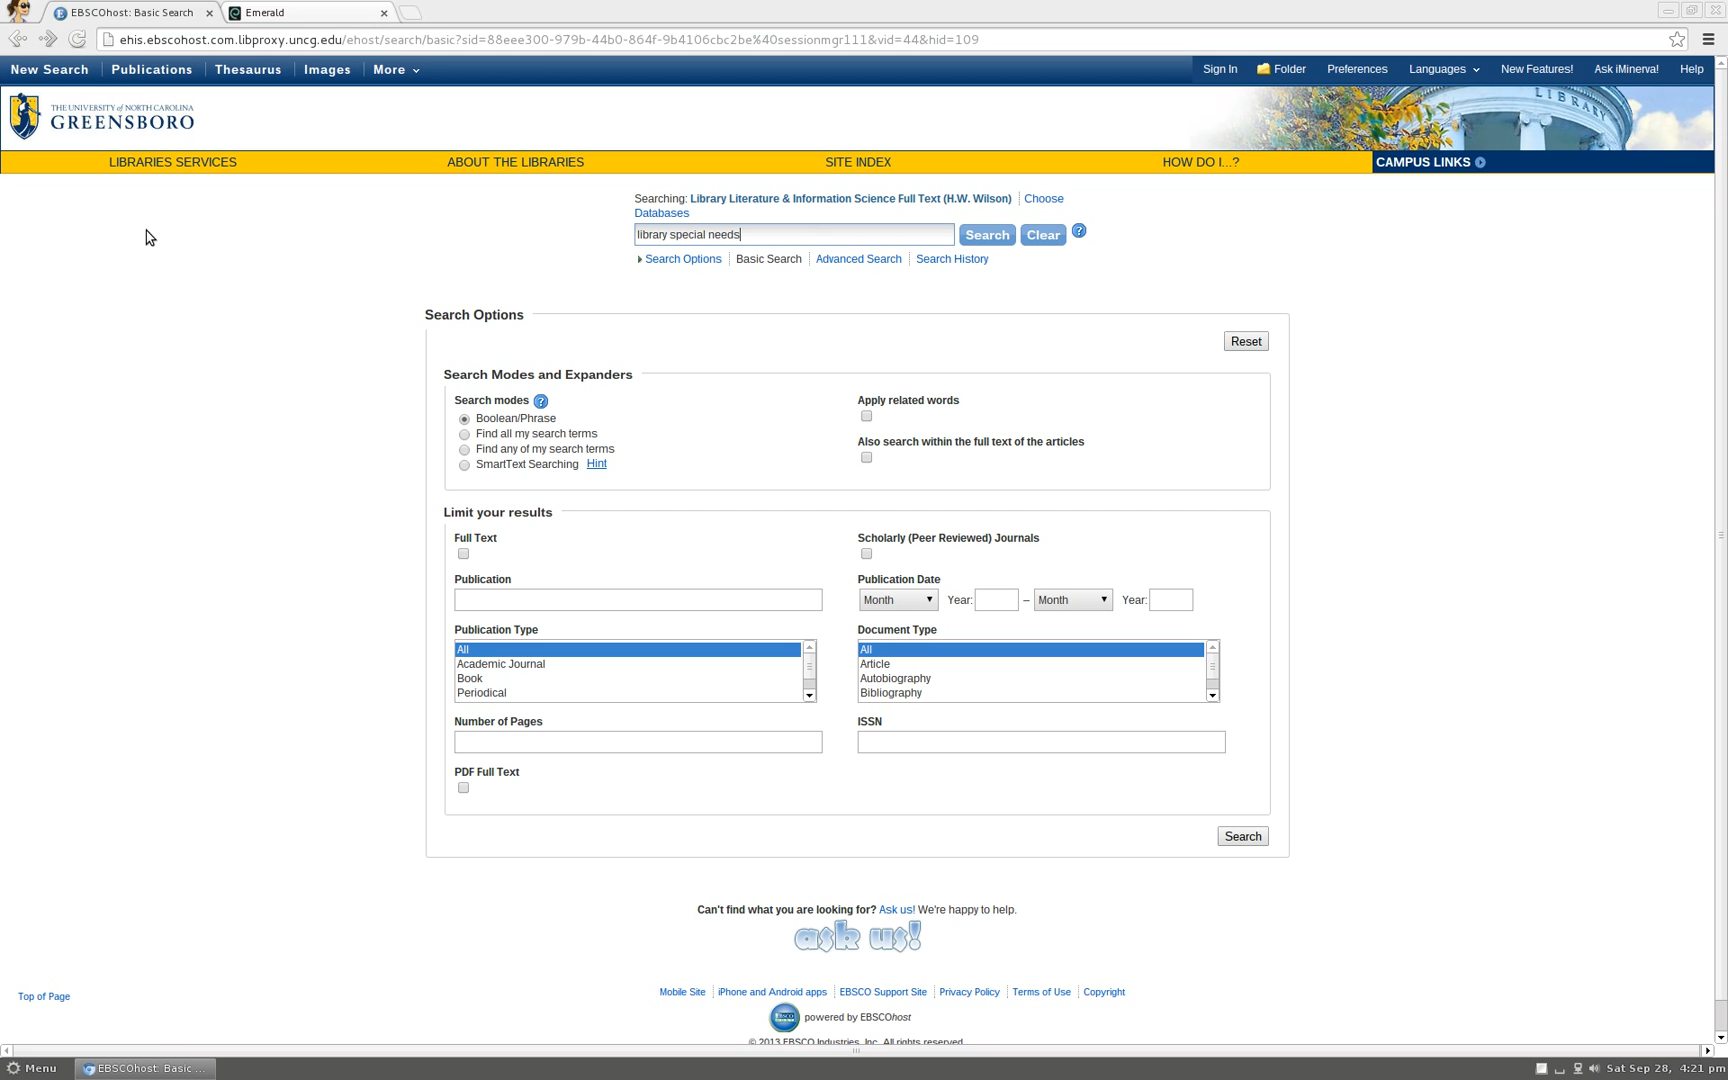 EBSCOhost: Basic Search
Emerald
ehis.ebscohost.com.libproxy.uncg.edu/ehost/search/basic?sid=88eee300-979b-44b0-864f-9b4106cbc2be%40sessionmgr111&vid=44&hid=109
New Search Publications Thesaurus Images More
Sign In Folder Preferences Languages New Features! Ask iMinerva! Help
THE UNIVERSITY of NORTH CAROLINA
GREENSBORO
LIBRARY
LIBRARIES SERVICES ABOUT THE LIBRARIES SITE INDEX HOW DO I...? CAMPUS LINKS
Searching: Library Literature & Information Science Full Text (H.W. Wilson) Choose
Databases
library special needs Search Clear ?
Search Options Basic Search Advanced Search Search History
Search Options
Reset
Search Modes and Expanders
Search modes ?
Boolean/Phrase
Find all my search terms
Find any of my search terms
SmartText Searching Hint
Apply related words
Also search within the full text of the articles
Limit your results
Full Text
Scholarly (Peer Reviewed) Journals
Publication
Publication Date
Month Year: – Month Year:
Publication Type
All
Academic Journal
Book
Periodical
Document Type
All
Article
Autobiography
Bibliography
Number of Pages
ISSN
PDF Full Text
Search
Can't find what you are looking for? Ask us! We're happy to help.
ask us!
Top of Page
Mobile Site iPhone and Android apps EBSCO Support Site Privacy Policy Terms of Use Copyright
EBSCO powered by EBSCOhost
© 2013 EBSCO Industries, Inc. All rights reserved.
Menu EBSCOhost: Basic ... Sat Sep 28, 4:21 pm